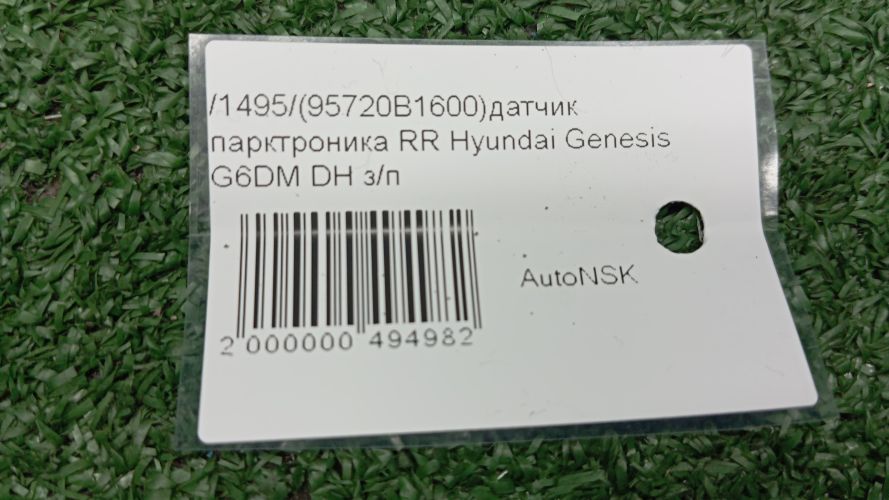 /1495/(95720B1600)датчик
парктроника RR Hyundai Genesis
G6DM DH з/п
AutoNSK
2 000000 494982